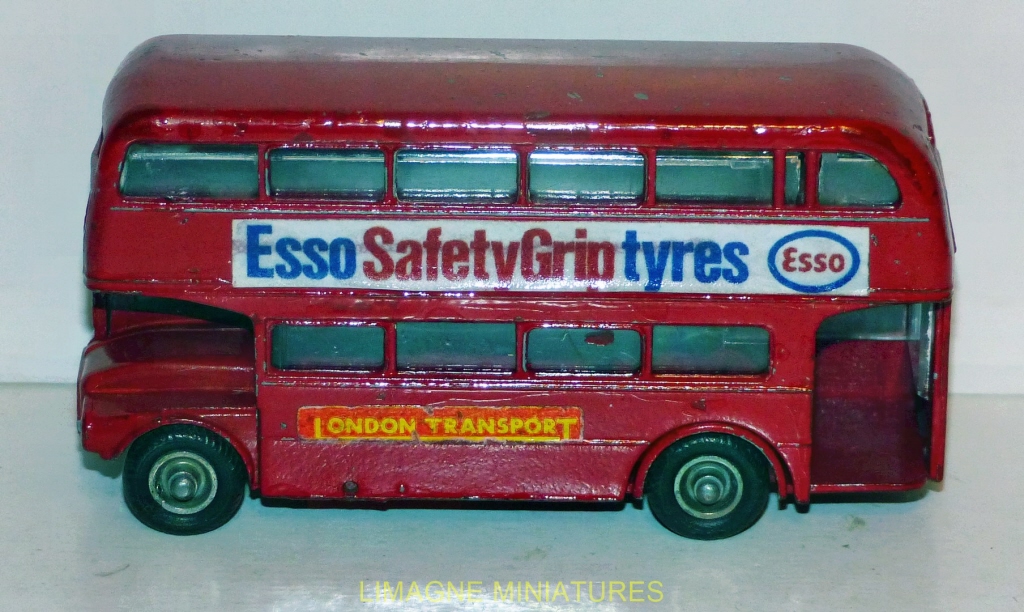 Esso Safety Grip tyres Esso
LONDON TRANSPORT
LIMAGNE MINIATURES